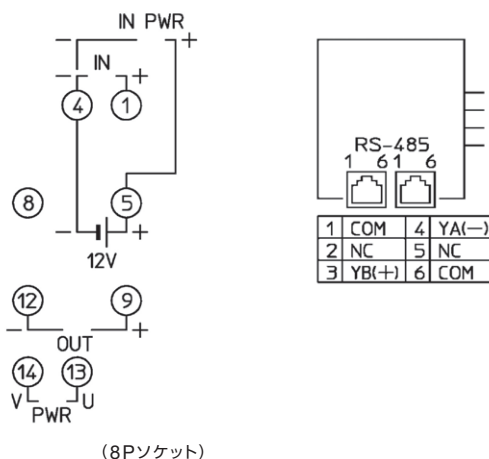 IN PWR
- +
IN
- +
4 1
8 5
- +
12V
12 9
- +
OUT
14 13
V U
PWR
(8Pソケット)
RS-485
1 6 1 6
1 COM 4 YA(-)
2 NC 5 NC
3 YB(+) 6 COM